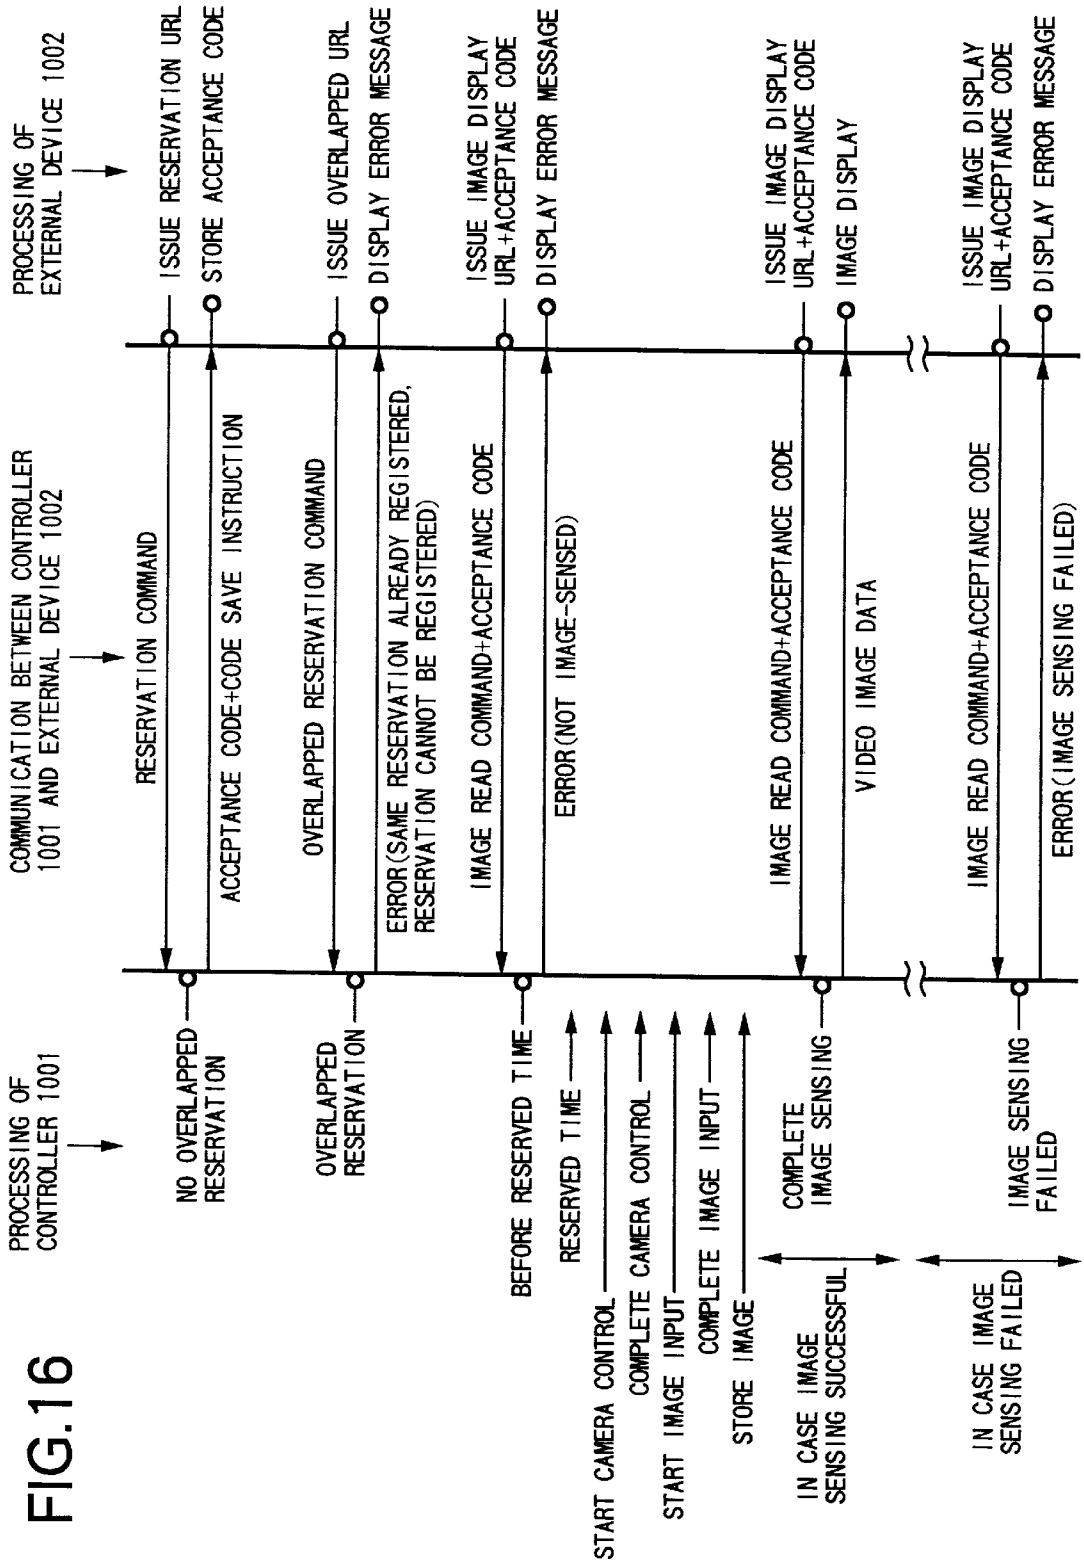 FIG.16
PROCESSING OF
CONTROLLER 1001
COMMUNICATION BETWEEN CONTROLLER
1001 AND EXTERNAL DEVICE 1002
PROCESSING OF
EXTERNAL DEVICE 1002
NO OVERLAPPED
RESERVATION
RESERVATION COMMAND
ISSUE RESERVATION URL
ACCEPTANCE CODE+CODE SAVE INSTRUCTION
STORE ACCEPTANCE CODE
OVERLAPPED
RESERVATION
OVERLAPPED RESERVATION COMMAND
ISSUE OVERLAPPED URL
ERROR(SAME RESERVATION ALREADY REGISTERED,
RESERVATION CANNOT BE REGISTERED)
DISPLAY ERROR MESSAGE
BEFORE RESERVED TIME
IMAGE READ COMMAND+ACCEPTANCE CODE
ISSUE IMAGE DISPLAY
URL+ACCEPTANCE CODE
ERROR(NOT IMAGE-SENSED)
DISPLAY ERROR MESSAGE
RESERVED TIME
START CAMERA CONTROL
COMPLETE CAMERA CONTROL
START IMAGE INPUT
COMPLETE IMAGE INPUT
STORE IMAGE
IN CASE IMAGE
SENSING SUCCESSFUL
COMPLETE
IMAGE SENSING
IMAGE READ COMMAND+ACCEPTANCE CODE
ISSUE IMAGE DISPLAY
URL+ACCEPTANCE CODE
VIDEO IMAGE DATA
IMAGE DISPLAY
IN CASE IMAGE
SENSING FAILED
IMAGE SENSING
FAILED
IMAGE READ COMMAND+ACCEPTANCE CODE
ISSUE IMAGE DISPLAY
URL+ACCEPTANCE CODE
ERROR(IMAGE SENSING FAILED)
DISPLAY ERROR MESSAGE